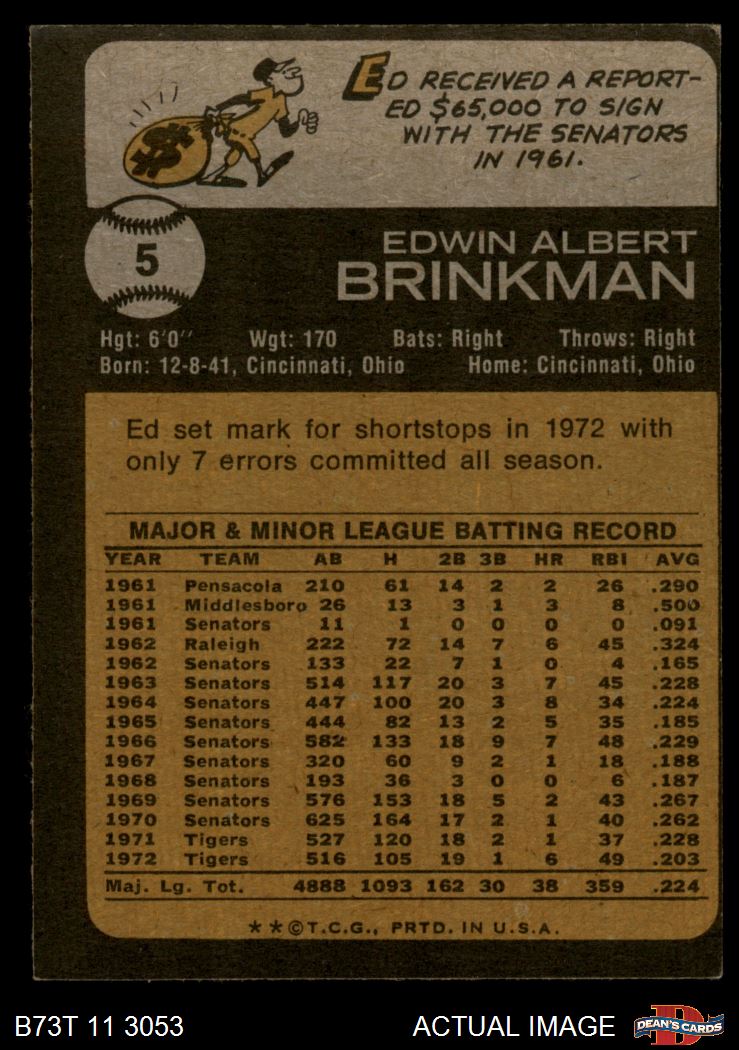 ED RECEIVED A REPORT-
ED $65,000 TO SIGN
WITH THE SENATORS
IN 1961.
5
EDWIN ALBERT
BRINKMAN
Hgt: 6'0" Wgt: 170 Bats: Right Throws: Right
Born: 12-8-41, Cincinnati, Ohio Home: Cincinnati, Ohio
Ed set mark for shortstops in 1972 with
only 7 errors committed all season.
MAJOR & MINOR LEAGUE BATTING RECORD
YEAR TEAM AB H 2B 3B HR RBI AVG
1961 Pensacola 210 61 14 2 2 26 .290
1961 Middlesboro 26 13 3 1 3 8 .500
1961 Senators 11 1 0 0 0 0 .091
1962 Raleigh 222 72 14 7 6 45 .324
1962 Senators 133 22 7 1 0 4 .165
1963 Senators 514 117 20 3 7 45 .228
1964 Senators 447 100 20 3 8 34 .224
1965 Senators 444 82 13 2 5 35 .185
1966 Senators 582 133 18 9 7 48 .229
1967 Senators 320 60 9 2 1 18 .188
1968 Senators 193 36 3 0 0 6 .187
1969 Senators 576 153 18 5 2 43 .267
1970 Senators 625 164 17 2 1 40 .262
1971 Tigers 527 120 18 2 1 37 .228
1972 Tigers 516 105 19 1 6 49 .203
Maj. Lg. Tot. 4888 1093 162 30 38 359 .224
**©T.C.G., PRTD. IN U.S.A.
B73T 11 3053 ACTUAL IMAGE
DEAN'S CARDS